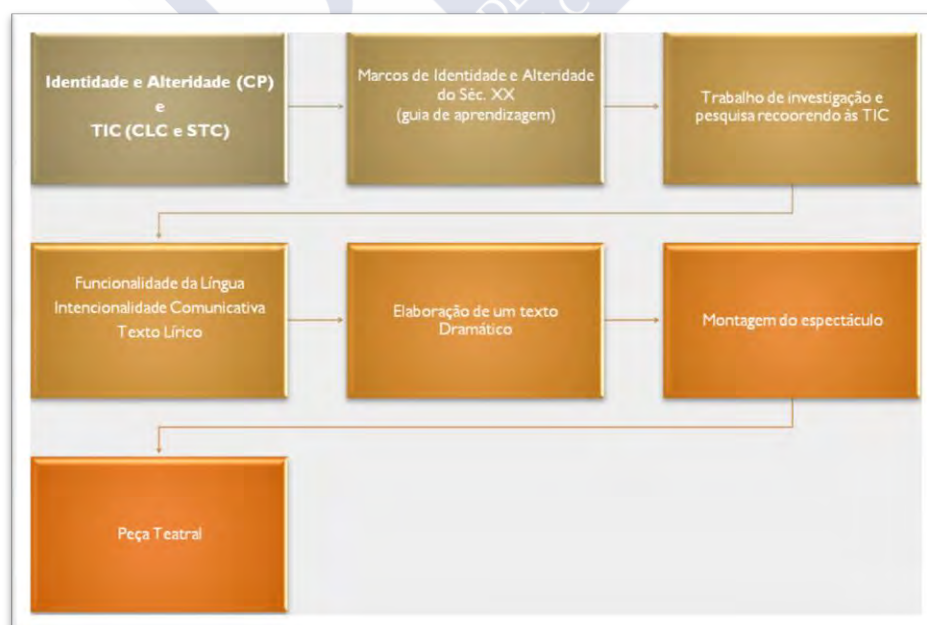 Identidade e Alteridade (CP)
e
TIC (CLC e STC)
Marcos de Identidade e Alteridade
do Séc. XX
(guia de aprendizagem)
Trabalho de investigação e
pesquisa recoorendo às TIC
Funcionalidade da Língua
Intencionalidade Comunicativa
Texto Lírico
Elaboração de um texto
Dramático
Montagem do espectáculo
Peça Teatral